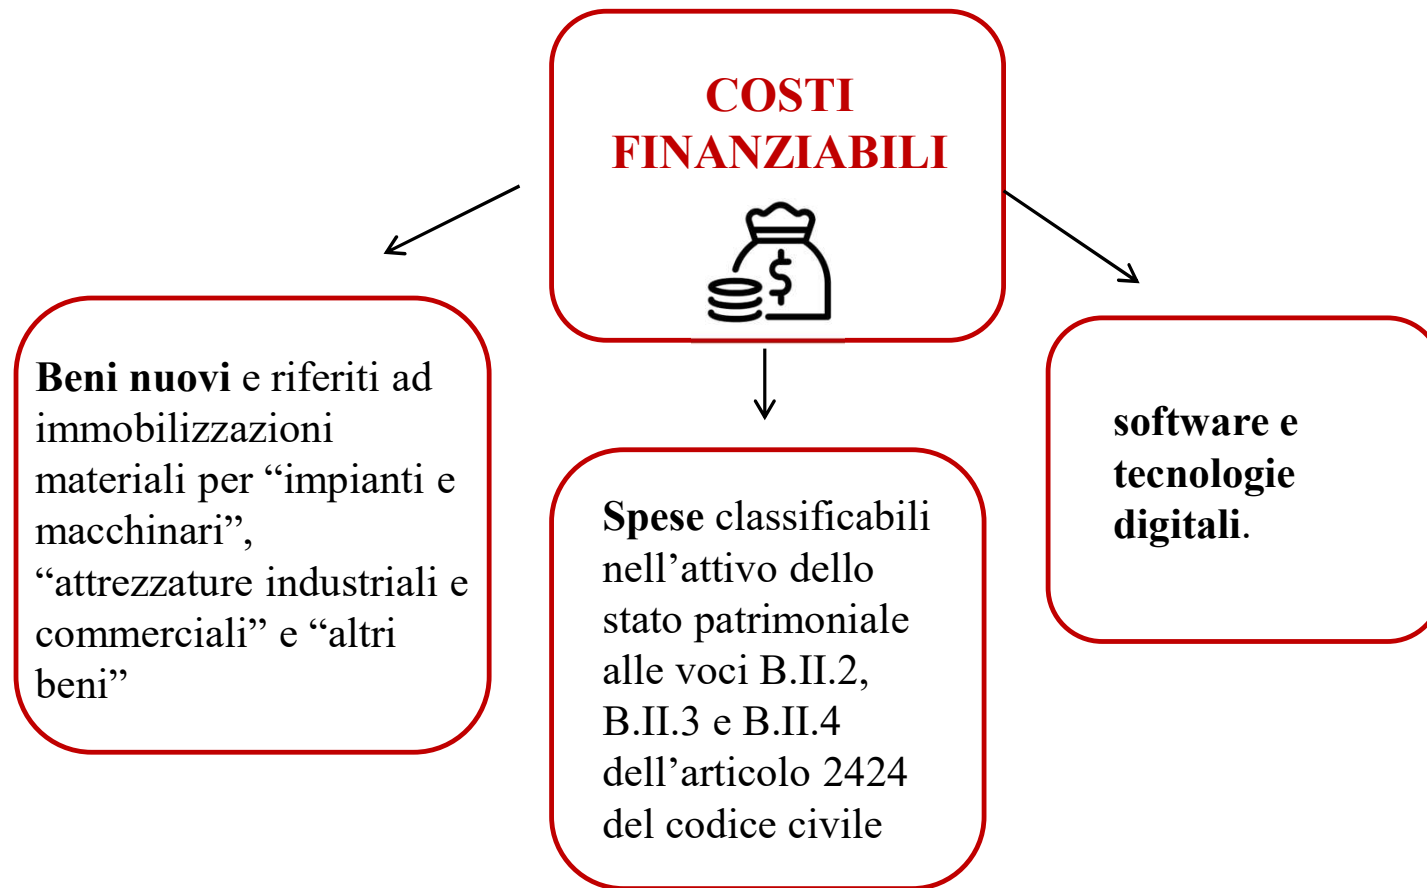 COSTI
FINANZIABILI
$
Beni nuovi e riferiti ad
immobilizzazioni
materiali per “impianti e
macchinari”,
“attrezzature industriali e
commerciali” e “altri
beni”
Spese classificabili
nell’attivo dello
stato patrimoniale
alle voci B.II.2,
B.II.3 e B.II.4
dell’articolo 2424
del codice civile
software e
tecnologie
digitali.